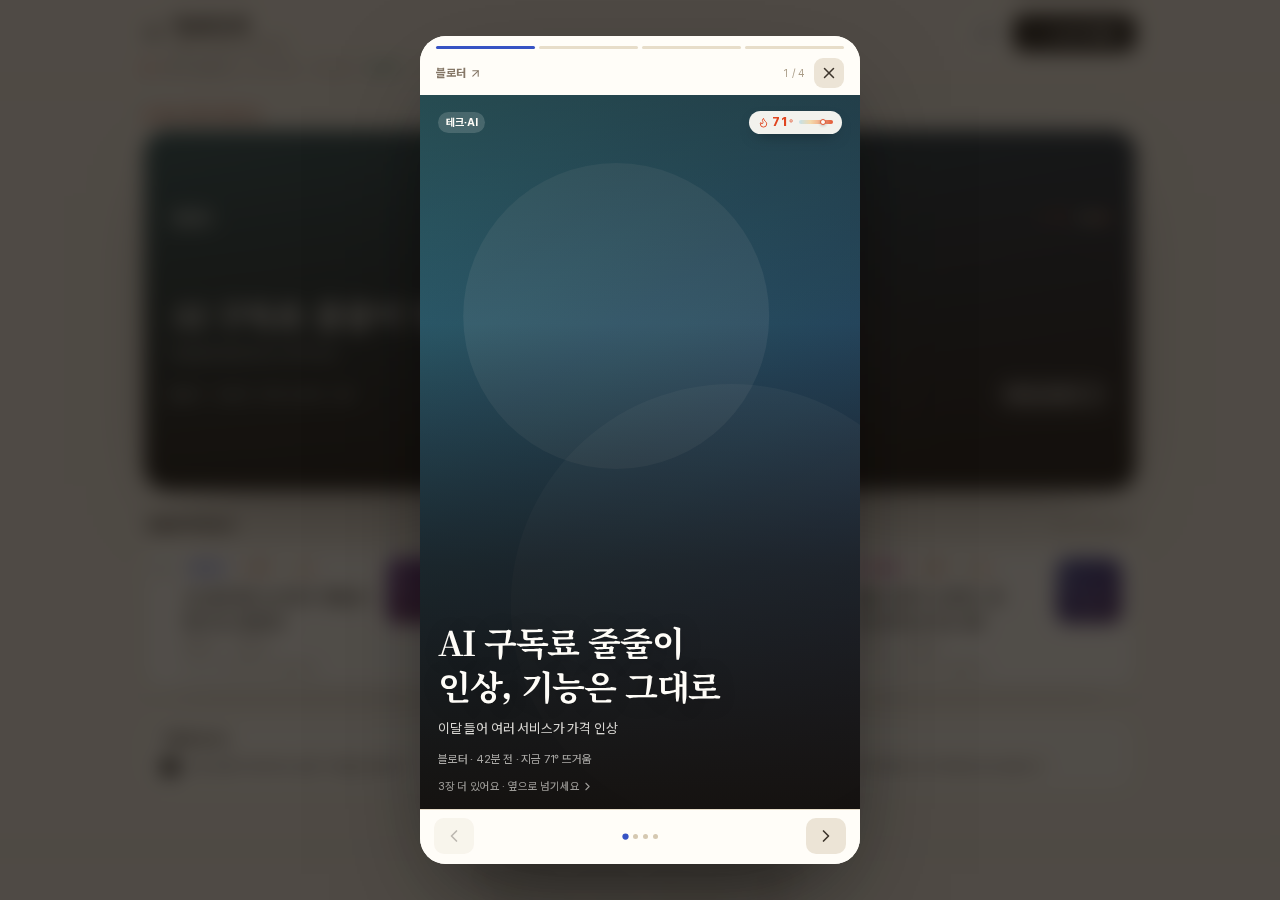 블로터
1 / 4
테크·AI
71°
AI 구독료 줄줄이
인상, 기능은 그대로
이달 들어 여러 서비스가 가격 인상
블로터 · 42분 전 · 지금 71° 뜨거움
3장 더 있어요 · 옆으로 넘기세요